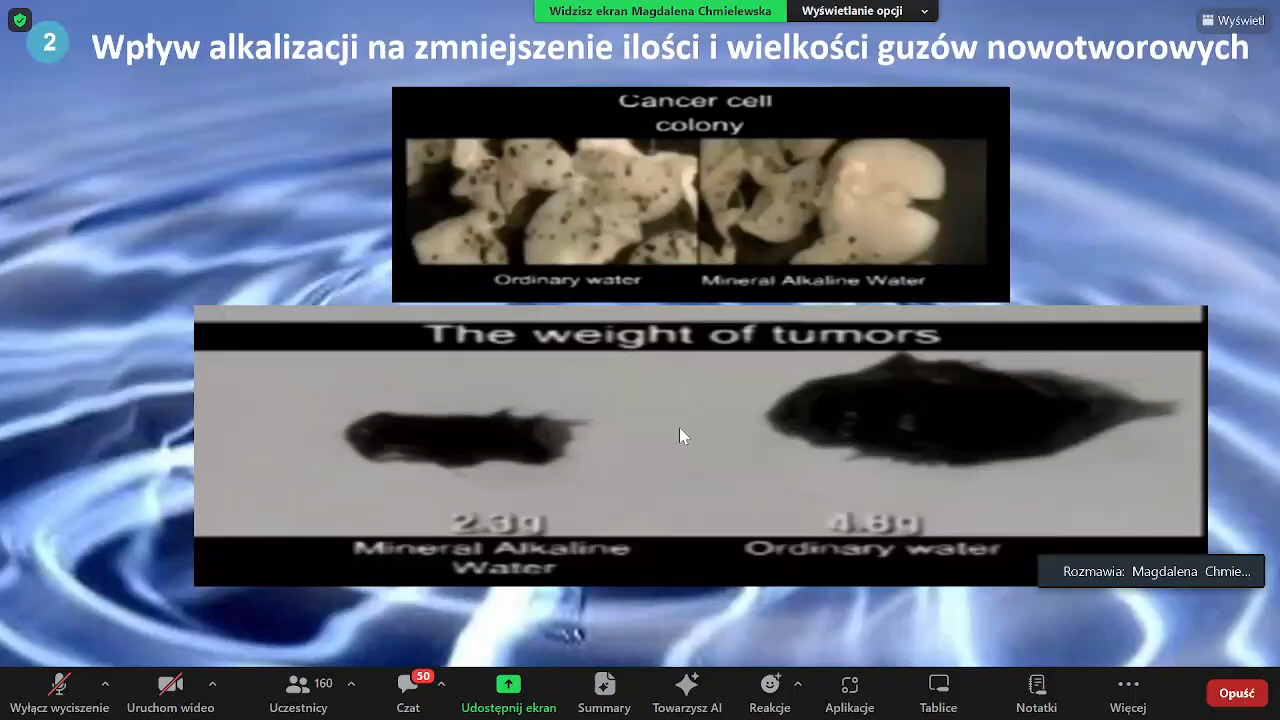 Widzisz ekran Magdalena Chmielewska
Wyświetlanie opcji
Wyświetl
2
Wpływ alkalizacji na zmniejszenie ilości i wielkości guzów nowotworowych
Cancer cell
colony
Ordinary water
Mineral Alkaline Water
The weight of tumors
2.3g
4.8g
Mineral Alkaline
Water
Ordinary water
Rozmawia: Magdalena Chmie...
Wyłącz wyciszenie
Uruchom wideo
160
Uczestnicy
50
Czat
Udostępnij ekran
Summary
Towarzysz AI
Reakcje
Aplikacje
Tablice
Notatki
Więcej
Opuść